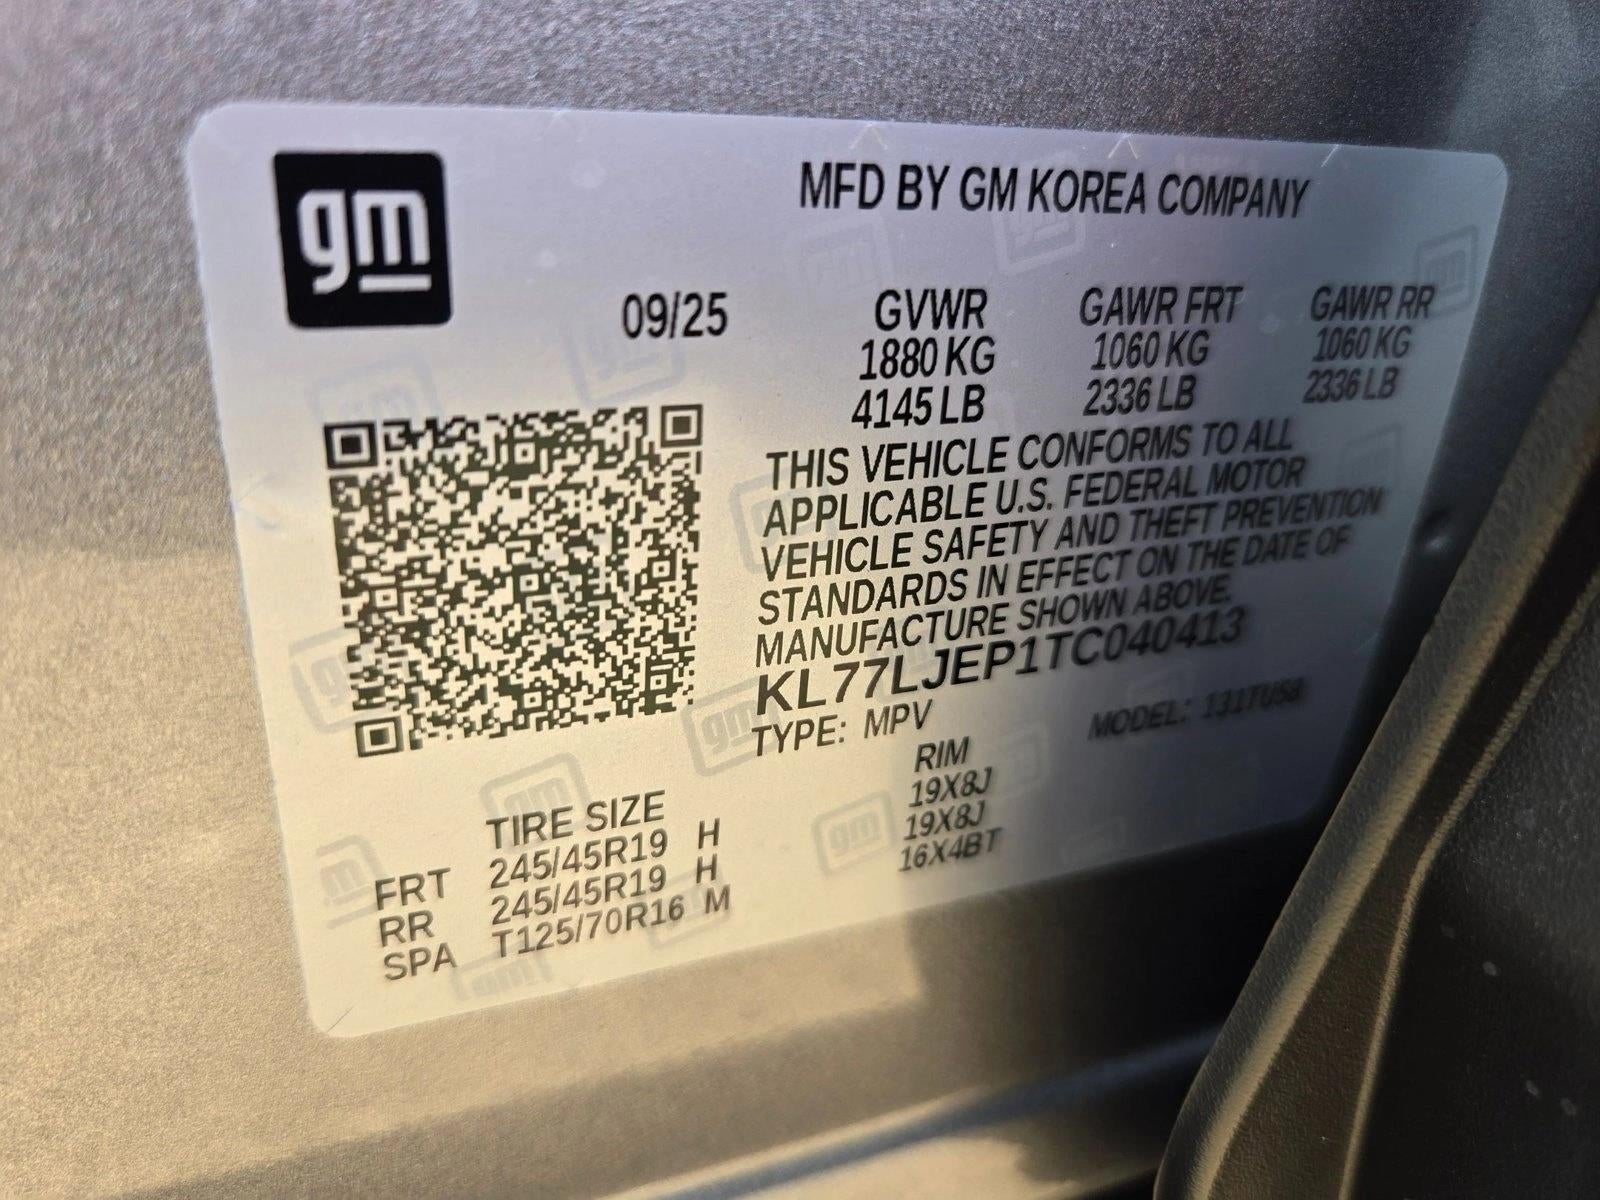 gm
MFD BY GM KOREA COMPANY
09/25
GVWR GAWR FRT GAWR RR
1880 KG 1060 KG 1060 KG
4145 LB 2336 LB 2336 LB
THIS VEHICLE CONFORMS TO ALL
APPLICABLE U.S. FEDERAL MOTOR
VEHICLE SAFETY AND THEFT PREVENTION
STANDARDS IN EFFECT ON THE DATE OF
MANUFACTURE SHOWN ABOVE.
KL77LJEP1TC040413
TYPE: MPV MODEL: 131TU58
RIM
19X8J
19X8J
16X4BT
TIRE SIZE
FRT 245/45R19 H
RR 245/45R19 H
SPA T125/70R16 M